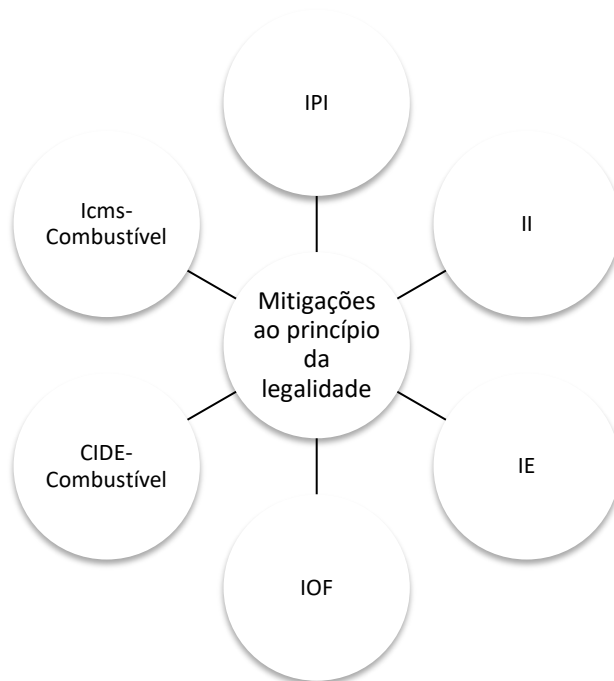 IPI
Icms-
Combustível
II
Mitigações
ao princípio
da
legalidade
CIDE-
Combustível
IE
IOF